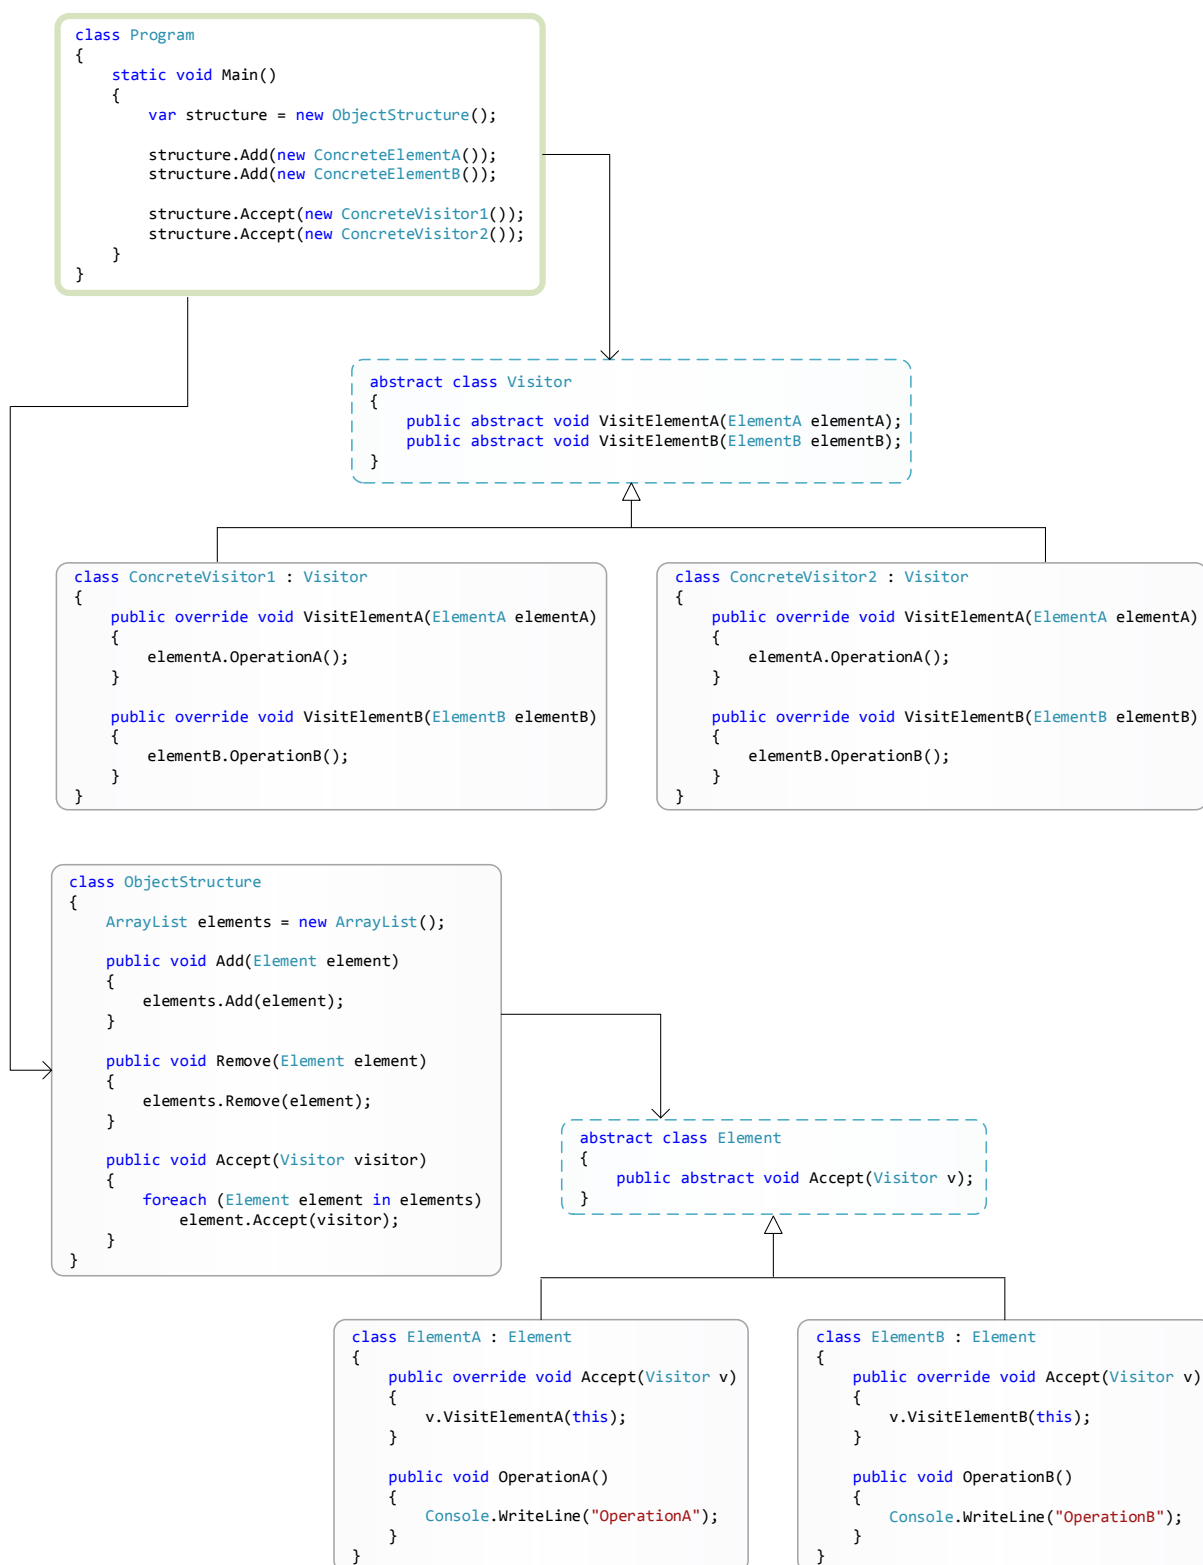 class Program
{
    static void Main()
    {
        var structure = new ObjectStructure();

        structure.Add(new ConcreteElementA());
        structure.Add(new ConcreteElementB());

        structure.Accept(new ConcreteVisitor1());
        structure.Accept(new ConcreteVisitor2());
    }
}
abstract class Visitor
{
    public abstract void VisitElementA(ElementA elementA);
    public abstract void VisitElementB(ElementB elementB);
}
class ConcreteVisitor1 : Visitor
{
    public override void VisitElementA(ElementA elementA)
    {
        elementA.OperationA();
    }

    public override void VisitElementB(ElementB elementB)
    {
        elementB.OperationB();
    }
}
class ConcreteVisitor2 : Visitor
{
    public override void VisitElementA(ElementA elementA)
    {
        elementA.OperationA();
    }

    public override void VisitElementB(ElementB elementB)
    {
        elementB.OperationB();
    }
}
class ObjectStructure
{
    ArrayList elements = new ArrayList();

    public void Add(Element element)
    {
        elements.Add(element);
    }

    public void Remove(Element element)
    {
        elements.Remove(element);
    }

    public void Accept(Visitor visitor)
    {
        foreach (Element element in elements)
            element.Accept(visitor);
    }
}
abstract class Element
{
    public abstract void Accept(Visitor v);
}
class ElementA : Element
{
    public override void Accept(Visitor v)
    {
        v.VisitElementA(this);
    }

    public void OperationA()
    {
        Console.WriteLine("OperationA");
    }
}
class ElementB : Element
{
    public override void Accept(Visitor v)
    {
        v.VisitElementB(this);
    }

    public void OperationB()
    {
        Console.WriteLine("OperationB");
    }
}